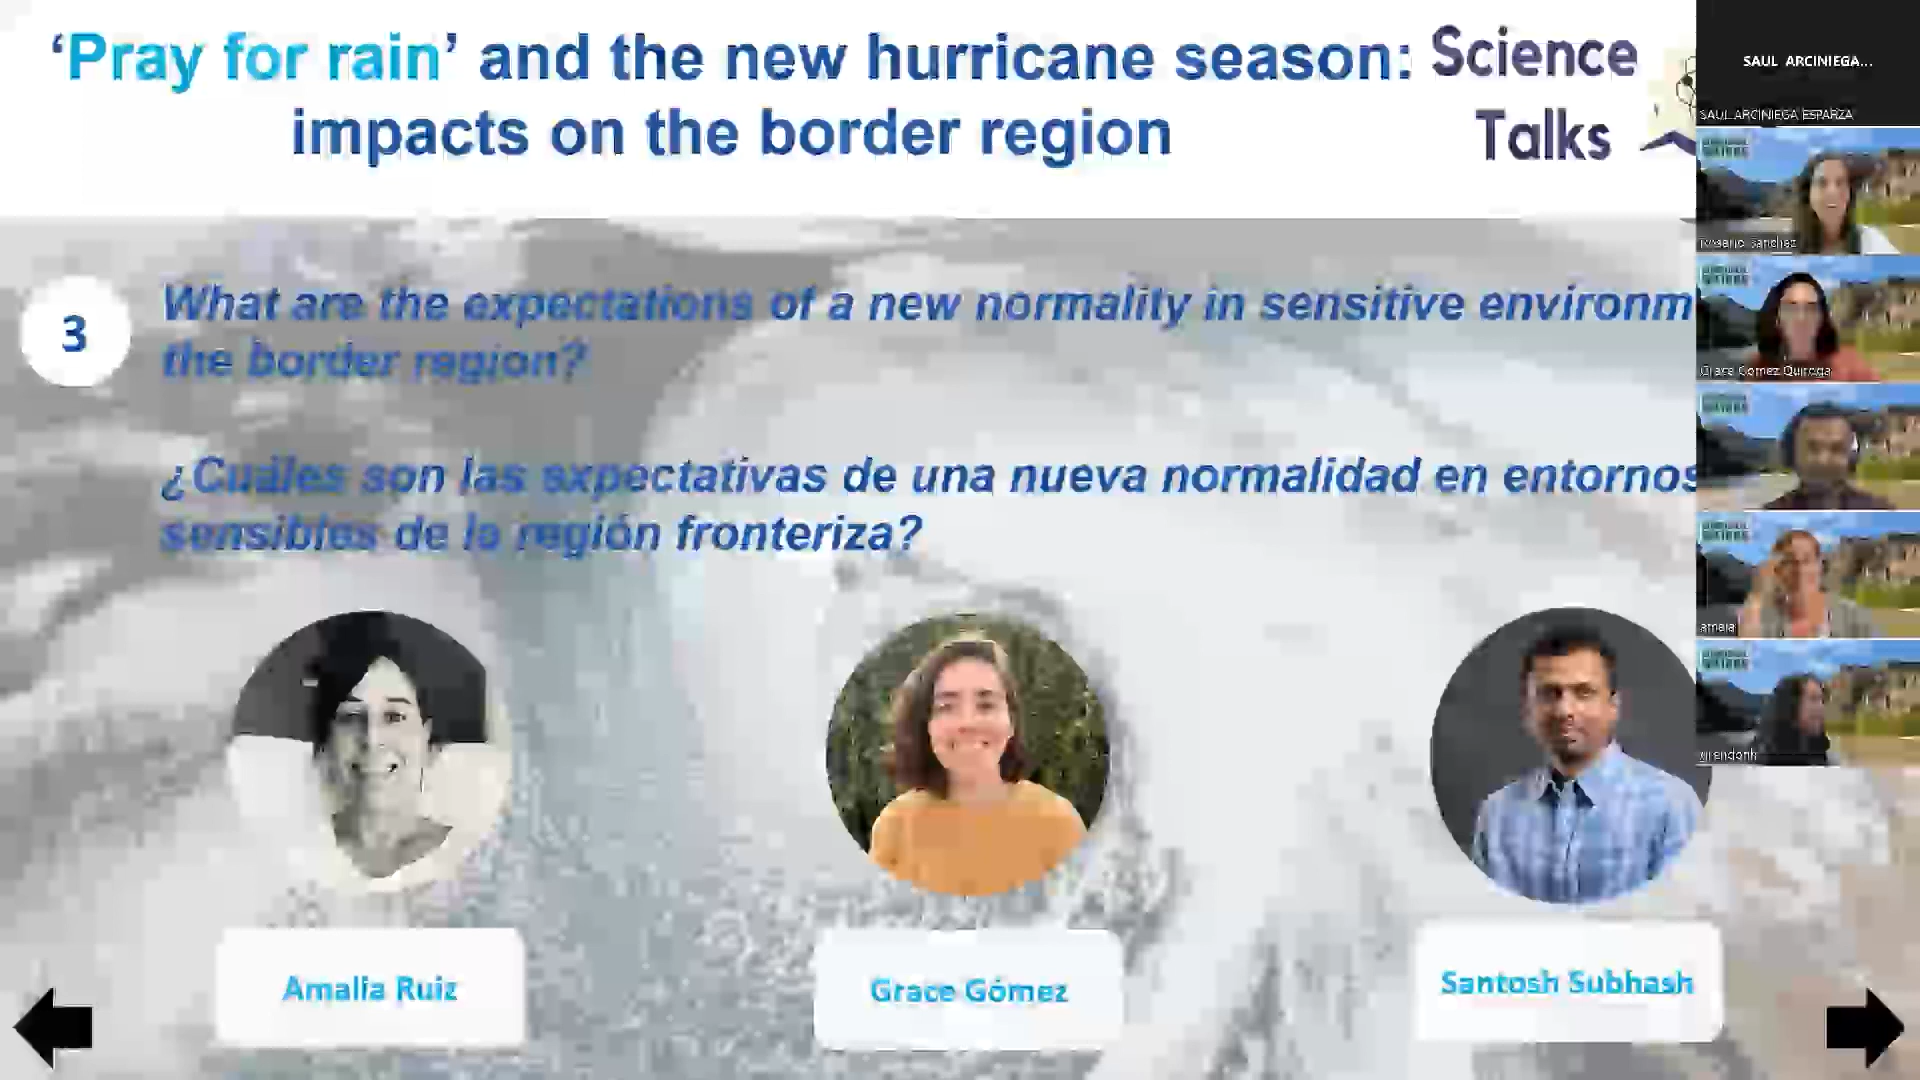 ‘Pray for rain’ and the new hurricane season:
impacts on the border region
Science
Talks
3
What are the expectations of a new normality in sensitive environm
the border region?
¿Cuáles son las expectativas de una nueva normalidad en entornos
sensibles de la región fronteriza?
Amalia Ruiz
Grace Gómez
Santosh Subhash
SAUL ARCINIEGA...
SAUL ARCINIEGA ESPARZA
Rosario Sanchez
Grace Gomez Quiroga